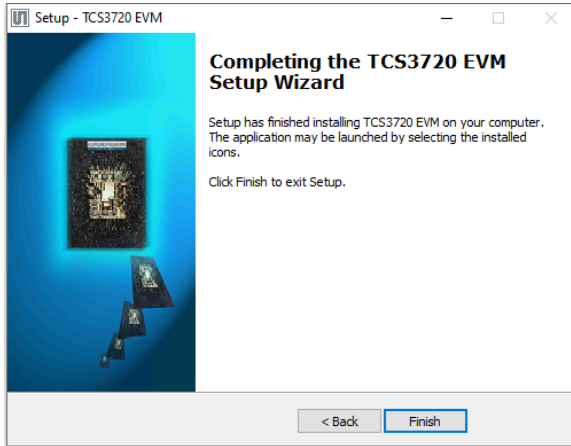 Setup - TCS3720 EVM
Completing the TCS3720 EVM
Setup Wizard
Setup has finished installing TCS3720 EVM on your computer.
The application may be launched by selecting the installed
icons.
Click Finish to exit Setup.
< Back
Finish